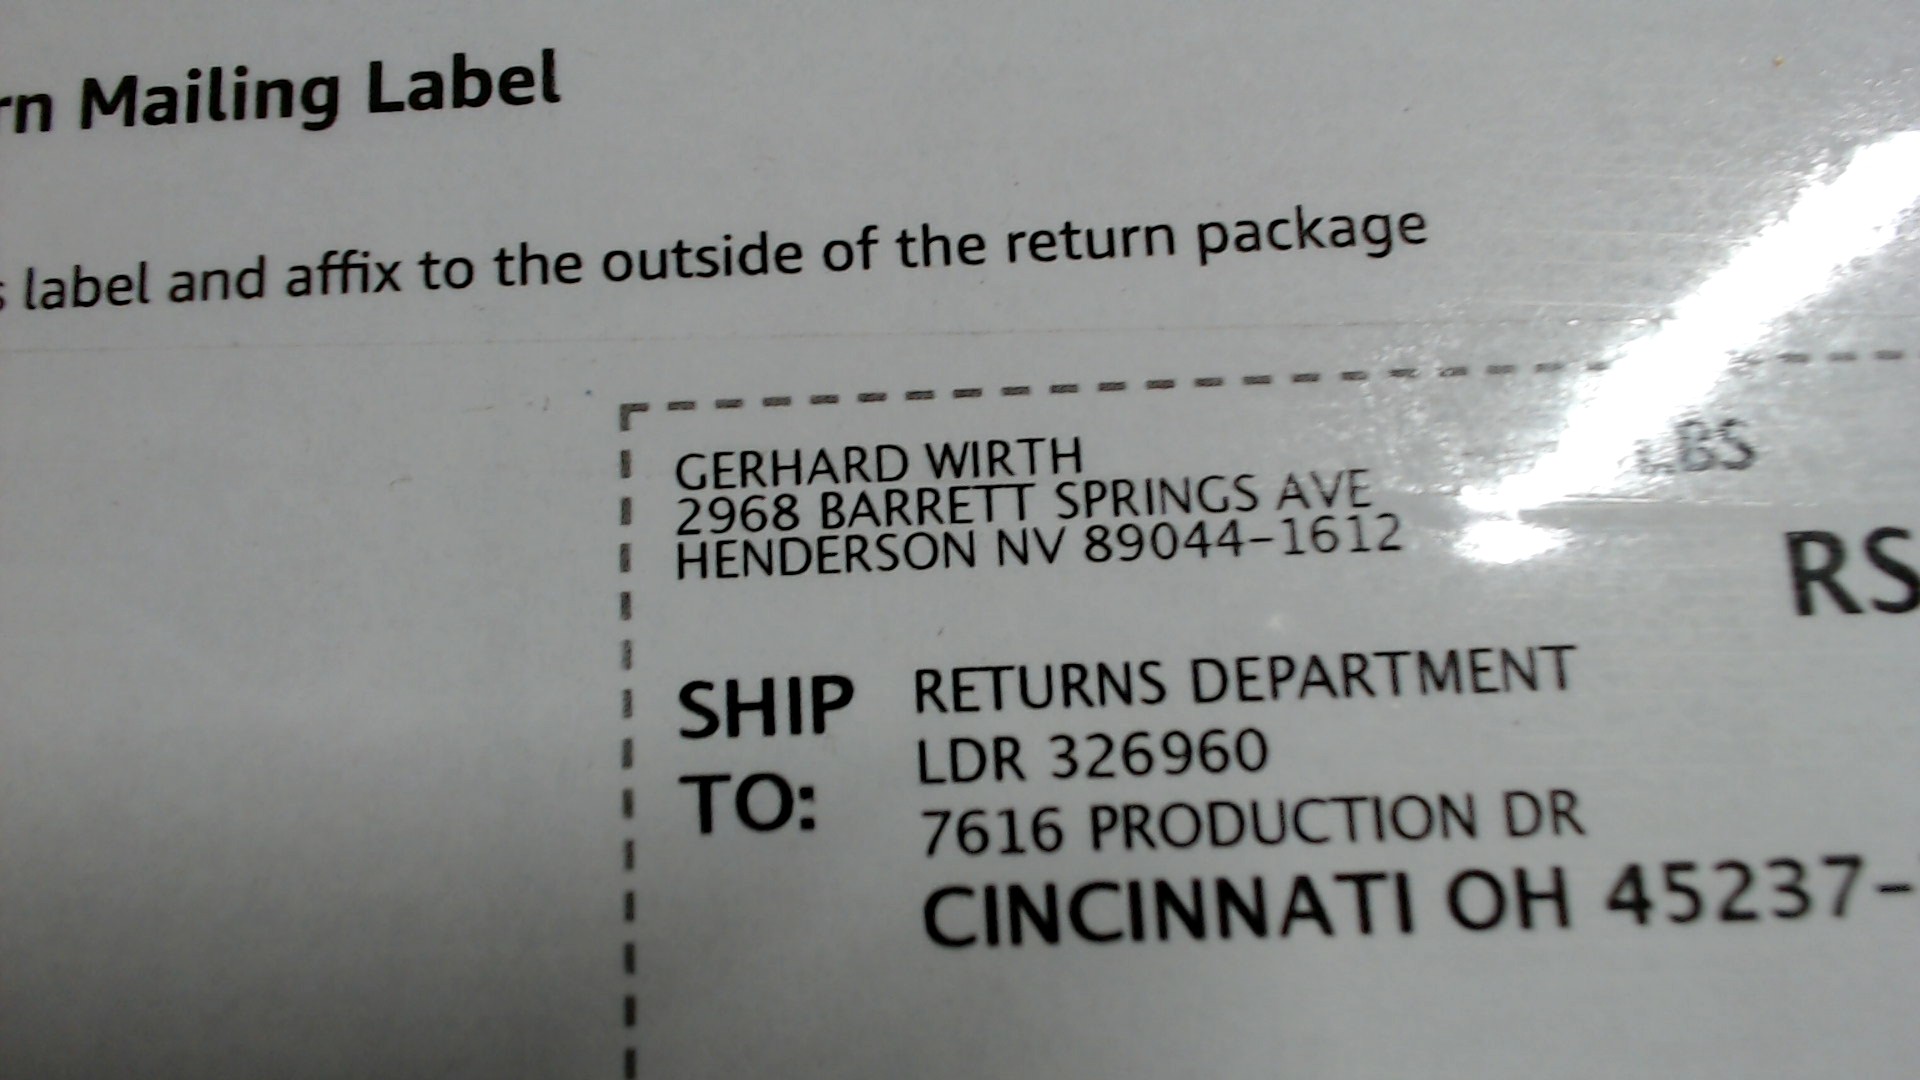 rn Mailing Label
label and affix to the outside of the return package
GERHARD WIRTH
2968 BARRETT SPRINGS AVE
HENDERSON NV 89044-1612
LBS
RS
SHIP TO:
RETURNS DEPARTMENT
LDR 326960
7616 PRODUCTION DR
CINCINNATI OH 45237-